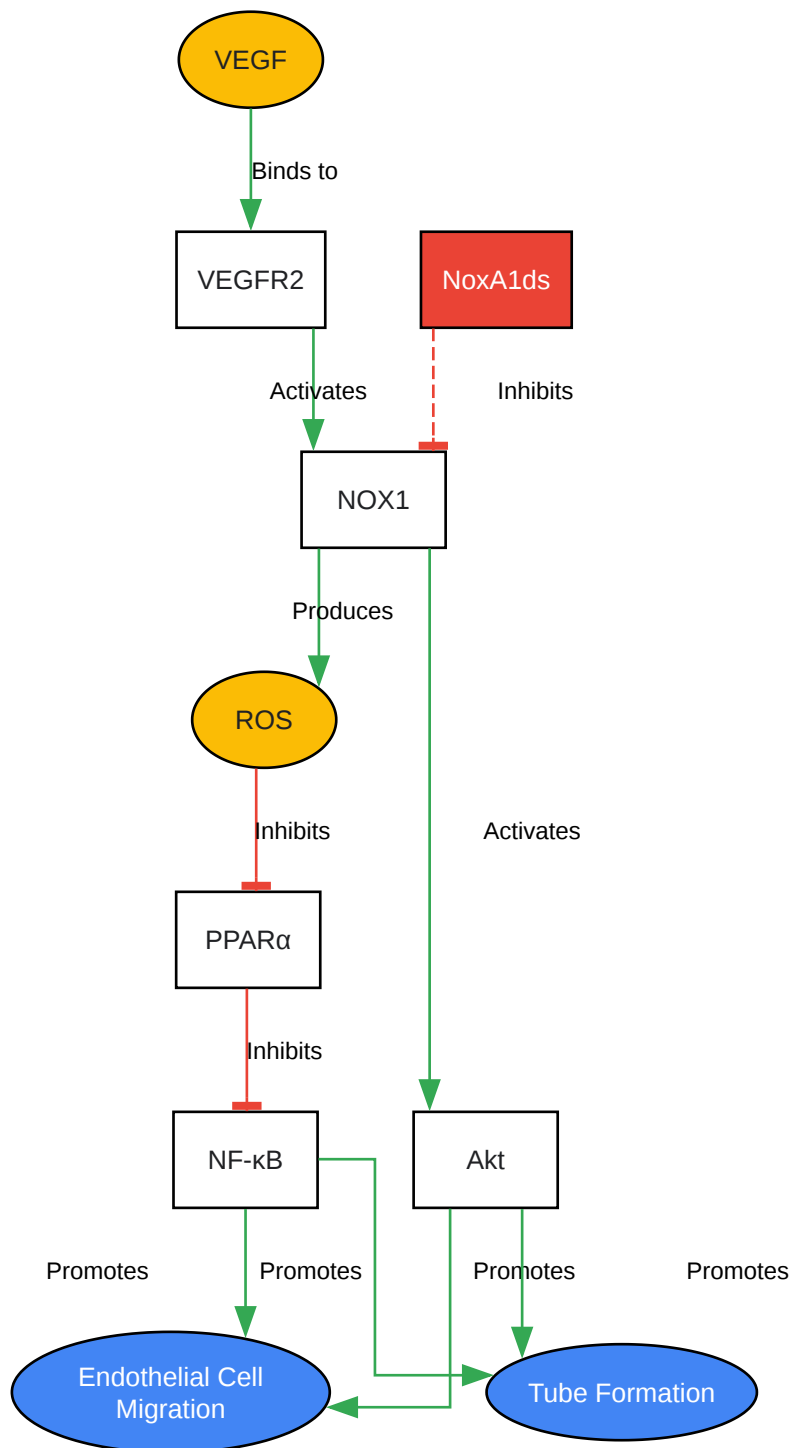 VEGF
Binds to
VEGFR2
NoxA1ds
Activates
Inhibits
NOX1
Produces
ROS
Inhibits
Activates
PPARα
Inhibits
NF-κB
Akt
Promotes
Promotes
Promotes
Promotes
Endothelial Cell
Migration
Tube Formation